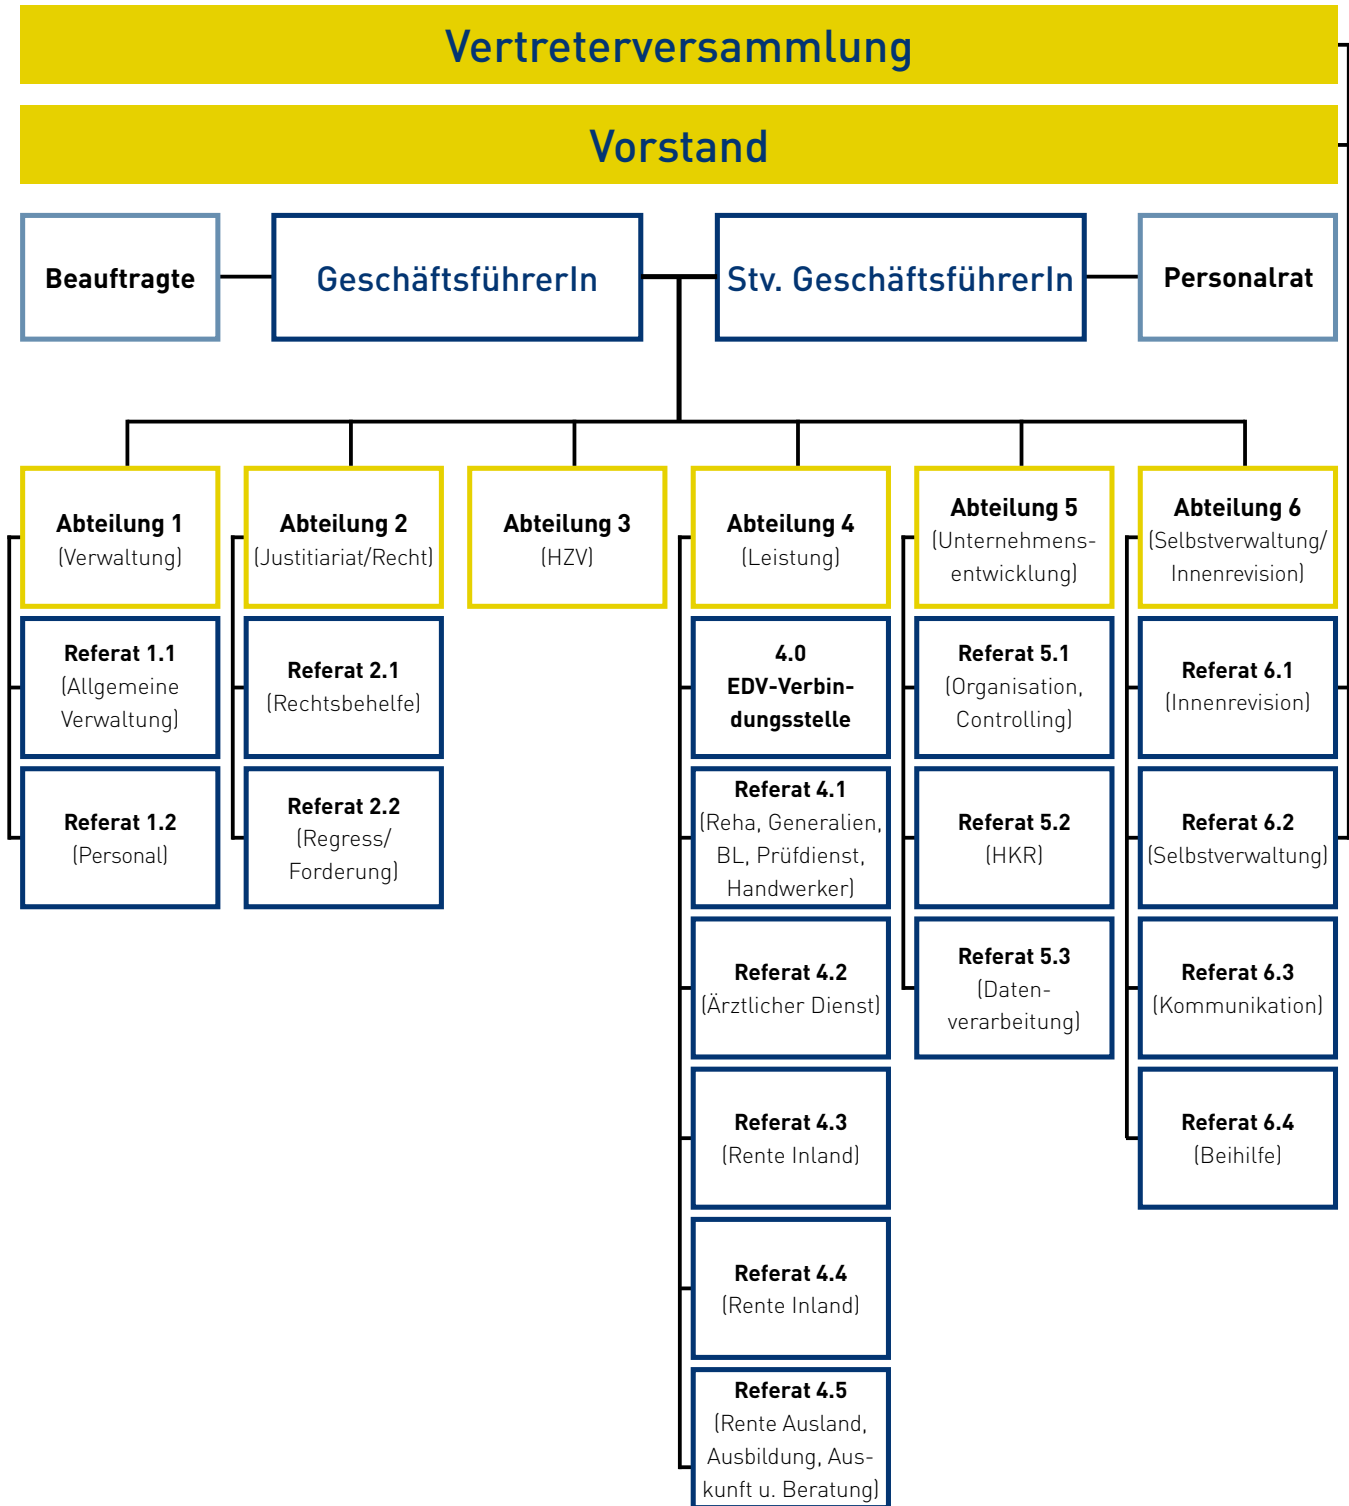 Vertreterversammlung
Vorstand
Beauftragte
GeschäftsführerIn
Stv. GeschäftsführerIn
Personalrat
Abteilung 1
(Verwaltung)
Abteilung 2
(Justitiariat/Recht)
Abteilung 3
(HZV)
Abteilung 4
(Leistung)
Abteilung 5
(Unternehmens-
entwicklung)
Abteilung 6
(Selbstverwaltung/
Innenrevision)
Referat 1.1
(Allgemeine
Verwaltung)
Referat 2.1
(Rechtsbehelfe)
4.0
EDV-Verbin-
dungsstelle
Referat 5.1
(Organisation,
Controlling)
Referat 6.1
(Innenrevision)
Referat 1.2
(Personal)
Referat 2.2
(Regress/
Forderung)
Referat 4.1
(Reha, Generalien,
BL, Prüfdienst,
Handwerker)
Referat 5.2
(HKR)
Referat 6.2
(Selbstverwaltung)
Referat 4.2
(Ärztlicher Dienst)
Referat 5.3
(Daten-
verarbeitung)
Referat 6.3
(Kommunikation)
Referat 4.3
(Rente Inland)
Referat 6.4
(Beihilfe)
Referat 4.4
(Rente Inland)
Referat 4.5
(Rente Ausland,
Ausbildung, Aus-
kunft u. Beratung)